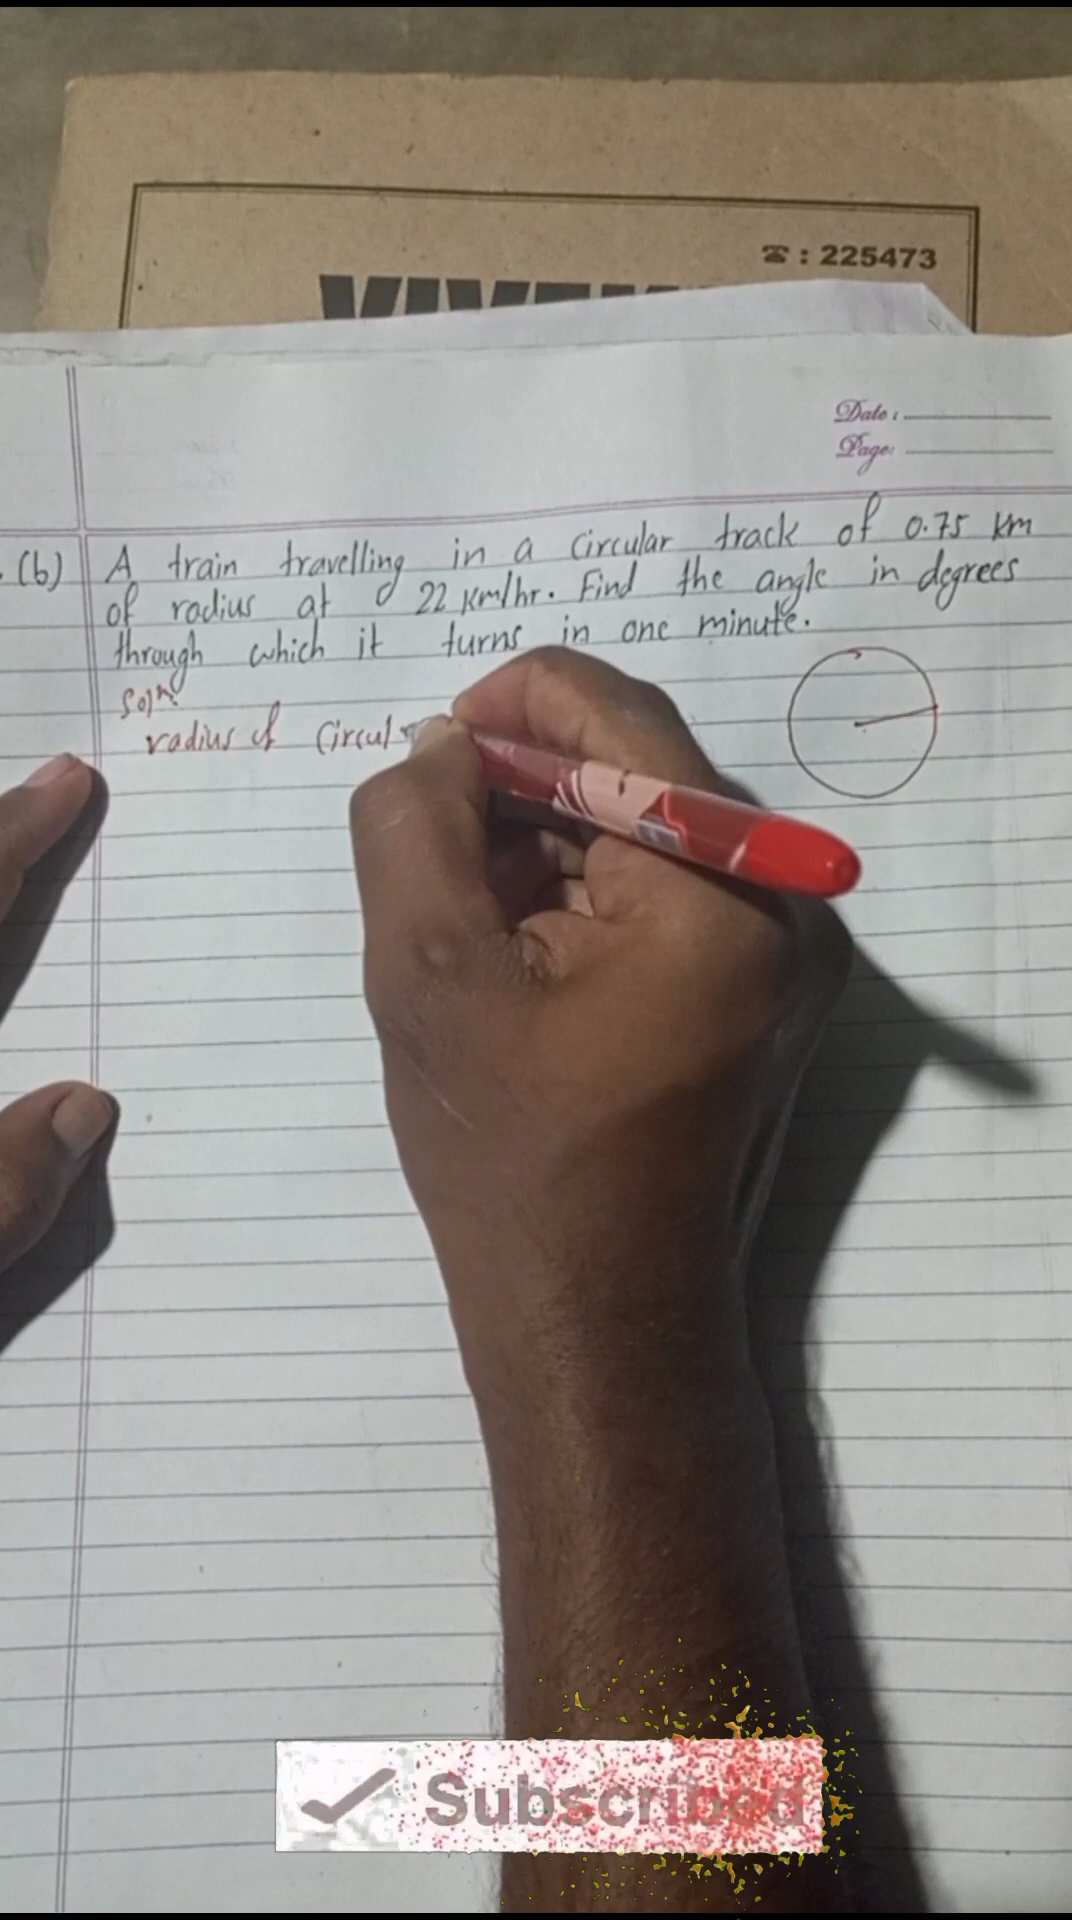 ☎ : 225473
Date :
Page:
(b) A train travelling in a circular track of 0.75 km
of radius at 22 km/hr. Find the angle in degrees
through which it turns in one minute.
Soln
radius of Circul
Subscribed